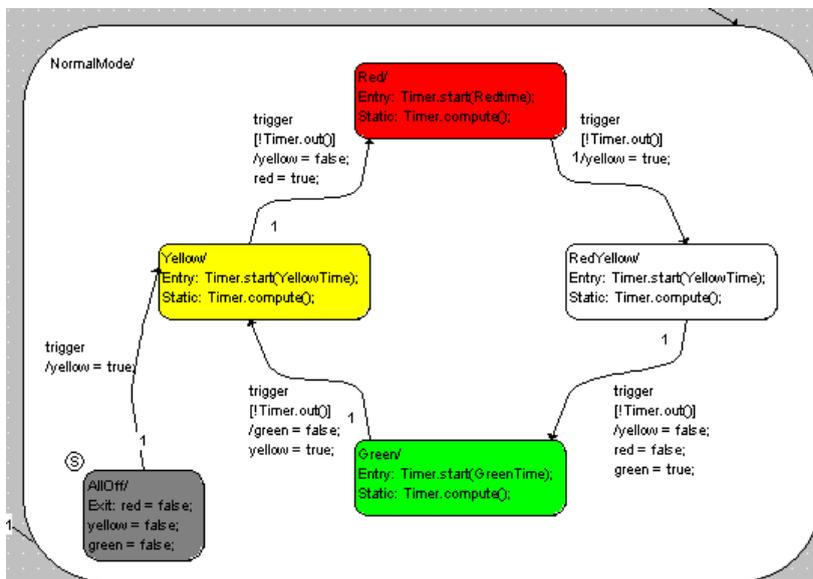 NormalMode/
Red/
Entry: Timer.start(Redtime);
Static: Timer.compute();
trigger
[!Timer.out()]
/yellow = false;
red = true;
1
trigger
[!Timer.out()]
1/yellow = true;
Yellow/
Entry: Timer.start(YellowTime);
Static: Timer.compute();
RedYellow/
Entry: Timer.start(YellowTime);
Static: Timer.compute();
1
trigger
/yellow = true;
1
trigger
[!Timer.out()]
/green = false;
yellow = true;
1
trigger
[!Timer.out()]
/yellow = false;
red = false;
green = true;
Green/
Entry: Timer.start(GreenTime);
Static: Timer.compute();
S
AllOff/
Exit: red = false;
yellow = false;
green = false;
1